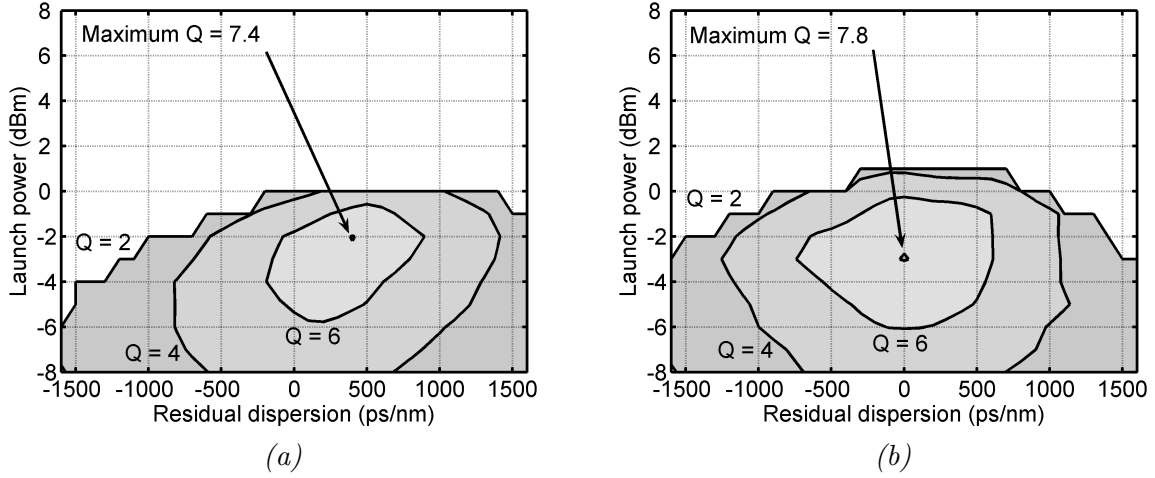 8
6
4
2
0
-2
-4
-6
-8
Launch power (dBm)
Maximum Q = 7.4
Q = 2
Q = 4
Q = 6
-1500 -1000 -500 0 500 1000 1500
Residual dispersion (ps/nm)
(a)
8
6
4
2
0
-2
-4
-6
-8
Launch power (dBm)
Maximum Q = 7.8
Q = 2
Q = 4
Q = 6
-1500 -1000 -500 0 500 1000 1500
Residual dispersion (ps/nm)
(b)